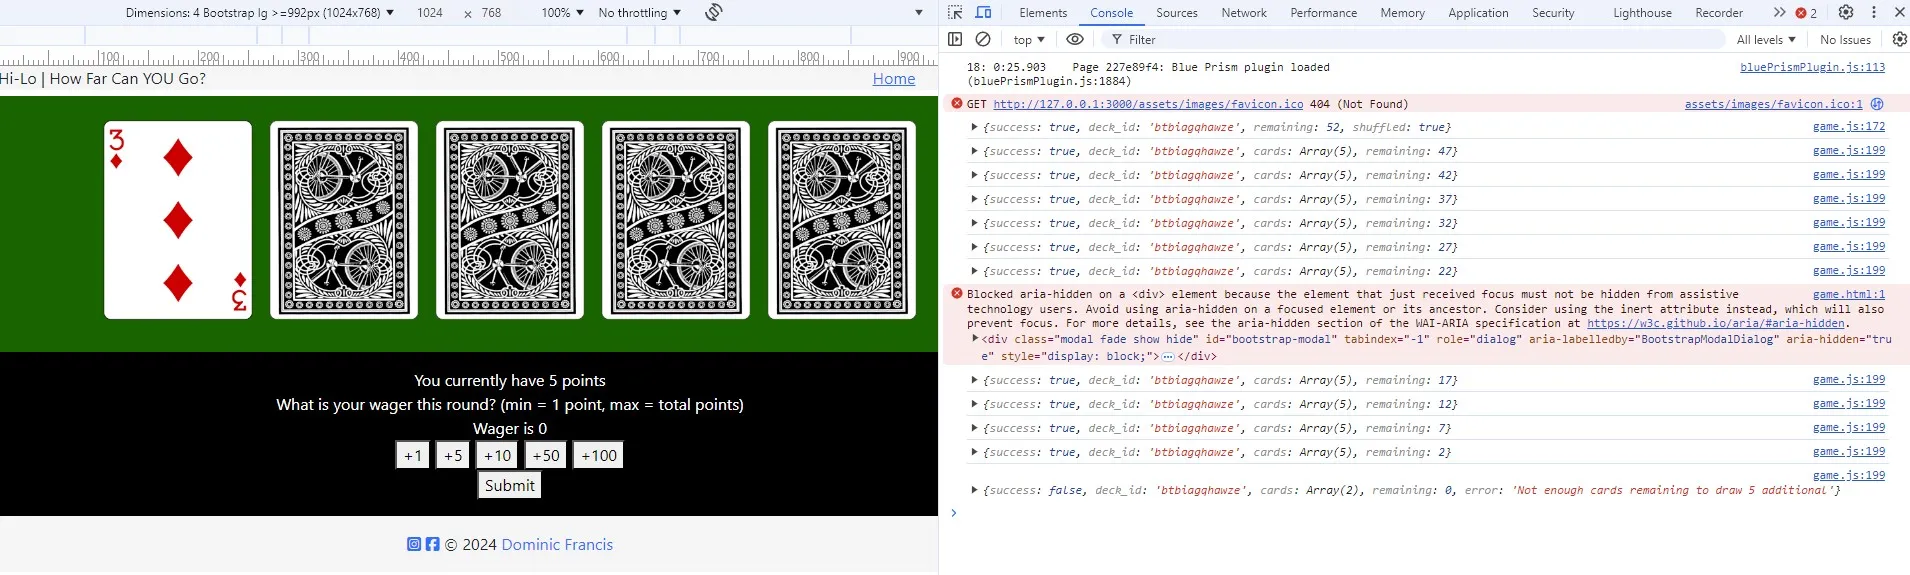 Dimensions: 4 Bootstrap lg >=992px (1024x768) ▼ 1024 × 768 100% ▼ No throttling ▼
100 200 300 400 500 600 700 800 900
Hi-Lo | How Far Can YOU Go? Home
3
3
You currently have 5 points
What is your wager this round? (min = 1 point, max = total points)
Wager is 0
+1 +5 +10 +50 +100
Submit
© 2024 Dominic Francis
Elements Console Sources Network Performance Memory Application Security Lighthouse Recorder 2
top ▼ Filter All levels ▼ No Issues
18: 0:25.903 Page 227e89f4: Blue Prism plugin loaded bluePrismPlugin.js:113
(bluePrismPlugin.js:1884)
GET http://127.0.0.1:3000/assets/images/favicon.ico 404 (Not Found) assets/images/favicon.ico:1
{success: true, deck_id: 'btbiagqhawze', remaining: 52, shuffled: true} game.js:172
{success: true, deck_id: 'btbiagqhawze', cards: Array(5), remaining: 47} game.js:199
{success: true, deck_id: 'btbiagqhawze', cards: Array(5), remaining: 42} game.js:199
{success: true, deck_id: 'btbiagqhawze', cards: Array(5), remaining: 37} game.js:199
{success: true, deck_id: 'btbiagqhawze', cards: Array(5), remaining: 32} game.js:199
{success: true, deck_id: 'btbiagqhawze', cards: Array(5), remaining: 27} game.js:199
{success: true, deck_id: 'btbiagqhawze', cards: Array(5), remaining: 22} game.js:199
Blocked aria-hidden on a <div> element because the element that just received focus must not be hidden from assistive game.html:1
technology users. Avoid using aria-hidden on a focused element or its ancestor. Consider using the inert attribute instead, which will also
prevent focus. For more details, see the aria-hidden section of the WAI-ARIA specification at https://w3c.github.io/aria/#aria-hidden.
<div class="modal fade show hide" id="bootstrap-modal" tabindex="-1" role="dialog" aria-labelledby="BootstrapModalDialog" aria-hidden="tru
e" style="display: block;">…</div>
{success: true, deck_id: 'btbiagqhawze', cards: Array(5), remaining: 17} game.js:199
{success: true, deck_id: 'btbiagqhawze', cards: Array(5), remaining: 12} game.js:199
{success: true, deck_id: 'btbiagqhawze', cards: Array(5), remaining: 7} game.js:199
{success: true, deck_id: 'btbiagqhawze', cards: Array(5), remaining: 2} game.js:199
game.js:199
{success: false, deck_id: 'btbiagqhawze', cards: Array(2), remaining: 0, error: 'Not enough cards remaining to draw 5 additional'}